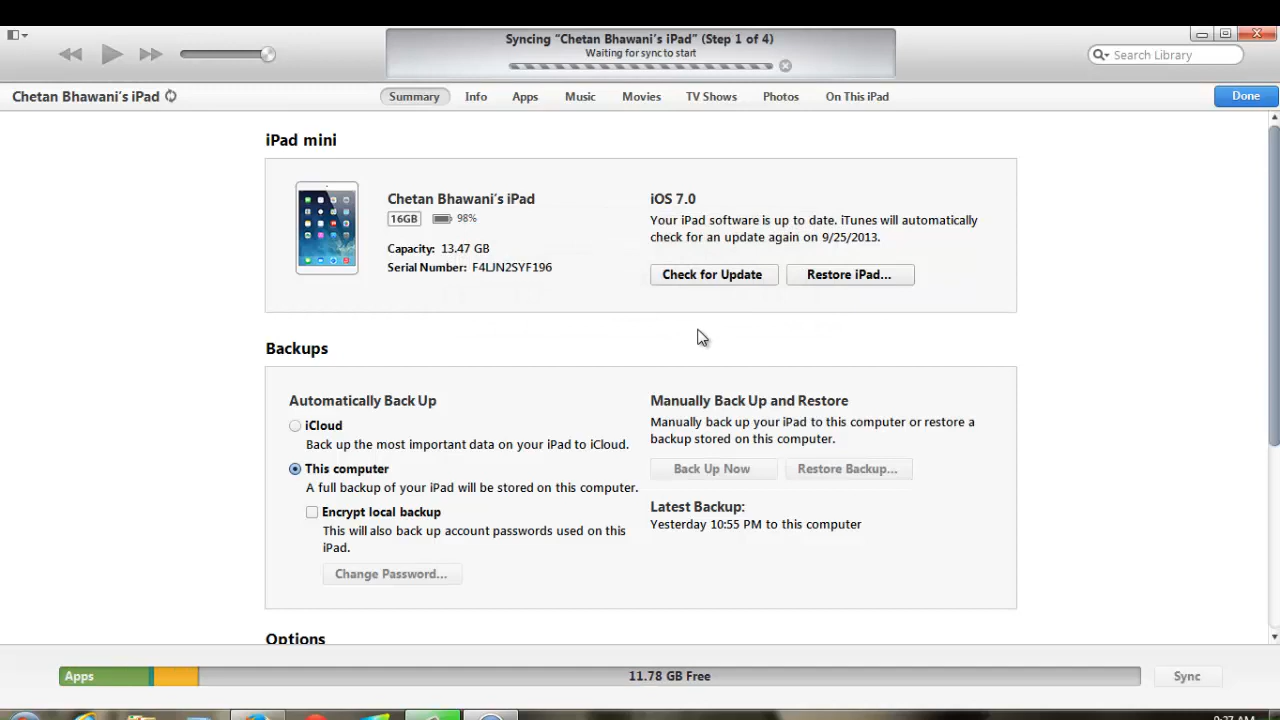 Syncing “Chetan Bhawani's iPad” (Step 1 of 4)
Waiting for sync to start
Search Library
Chetan Bhawani's iPad
Summary Info Apps Music Movies TV Shows Photos On This iPad
Done
iPad mini
Chetan Bhawani's iPad
16GB 98%
Capacity: 13.47 GB
Serial Number: F4LJN2SYF196
iOS 7.0
Your iPad software is up to date. iTunes will automatically
check for an update again on 9/25/2013.
Check for Update Restore iPad...
Backups
Automatically Back Up
iCloud
Back up the most important data on your iPad to iCloud.
This computer
A full backup of your iPad will be stored on this computer.
Encrypt local backup
This will also back up account passwords used on this
iPad.
Change Password...
Manually Back Up and Restore
Manually back up your iPad to this computer or restore a
backup stored on this computer.
Back Up Now Restore Backup...
Latest Backup:
Yesterday 10:55 PM to this computer
Options
Apps 11.78 GB Free Sync